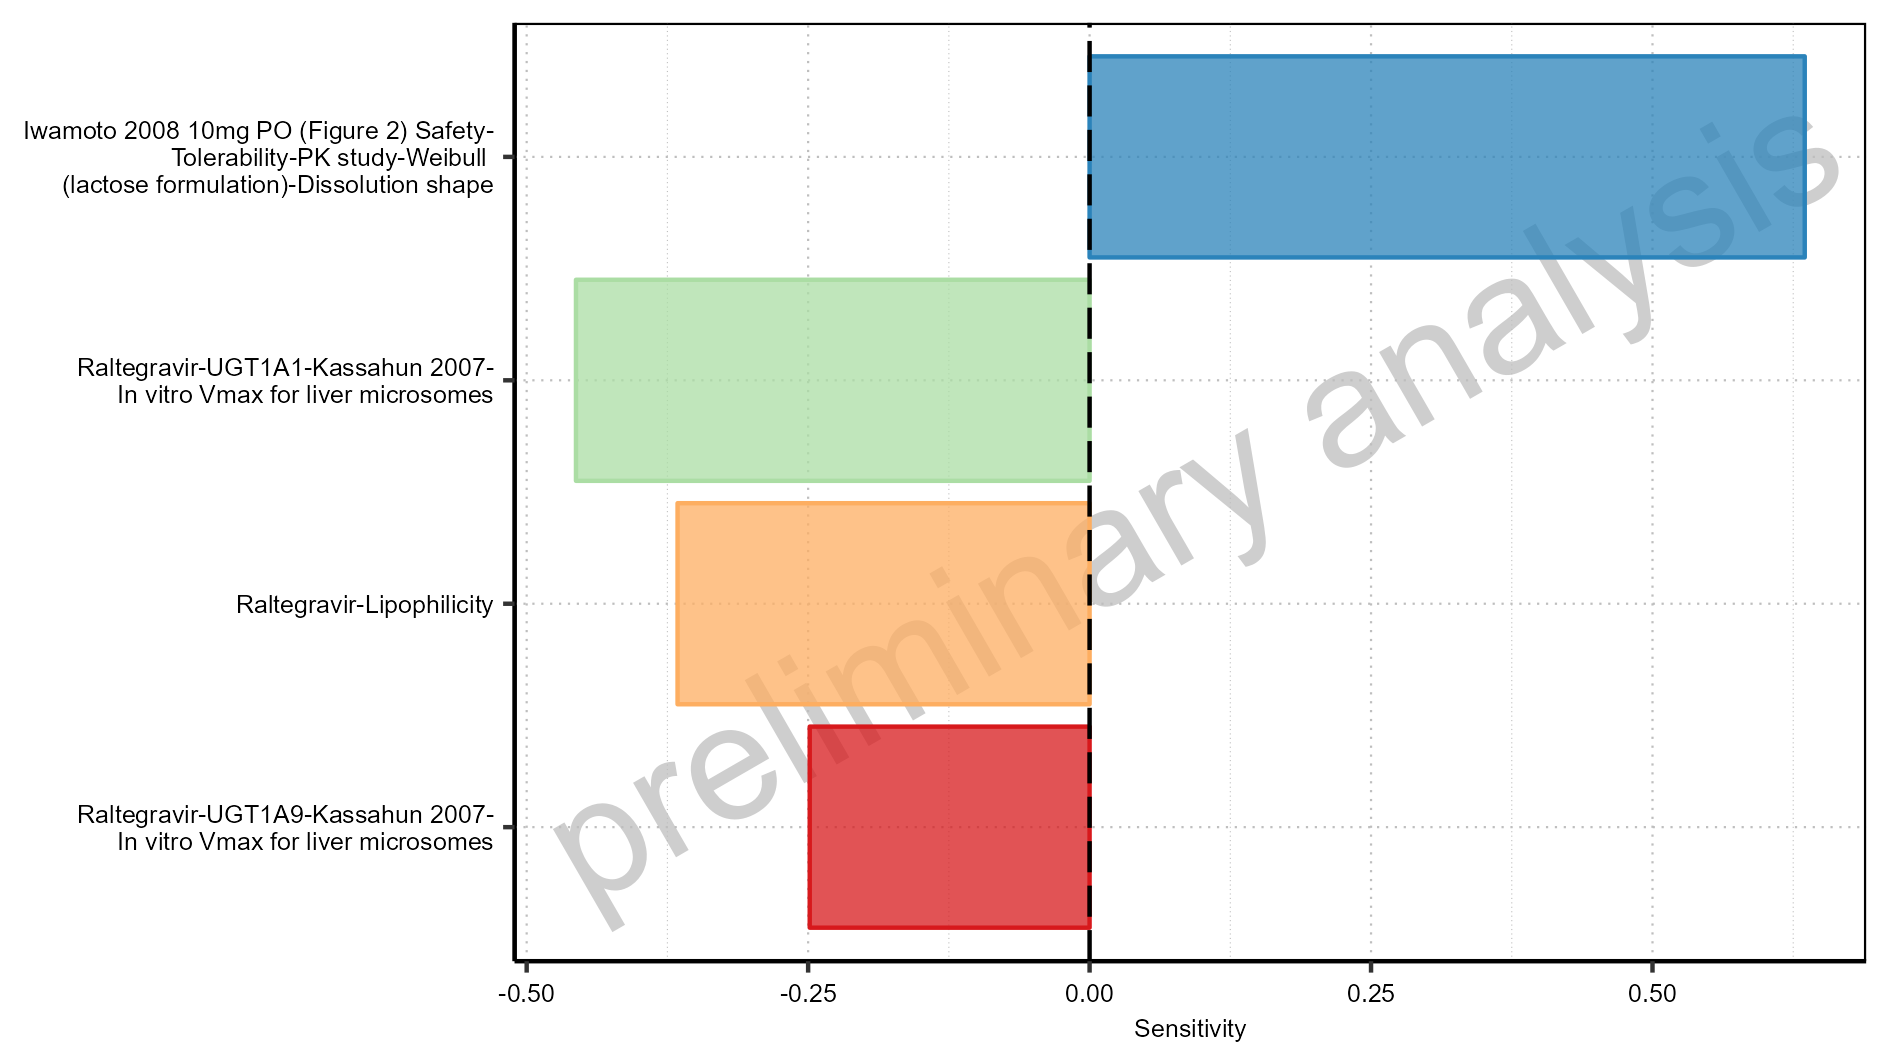 Iwamoto 2008 10mg PO (Figure 2) Safety-
Tolerability-PK study-Weibull
(lactose formulation)-Dissolution shape
Raltegravir-UGT1A1-Kassahun 2007-
In vitro Vmax for liver microsomes
Raltegravir-Lipophilicity
Raltegravir-UGT1A9-Kassahun 2007-
In vitro Vmax for liver microsomes
preliminary analysis
-0.50
-0.25
0.00
0.25
0.50
Sensitivity